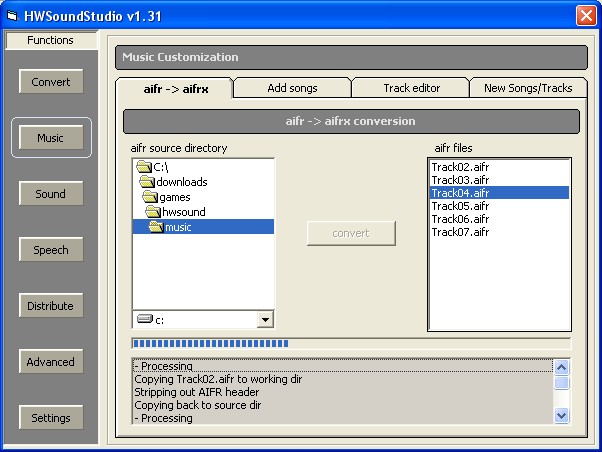 HWSoundStudio v1.31
Functions
Convert
Music
Sound
Speech
Distribute
Advanced
Settings
Music Customization
aifr -> aifrx
Add songs
Track editor
New Songs/Tracks
aifr -> aifrx conversion
aifr source directory
C:\
downloads
games
hwsound
music
c:
convert
aifr files
Track02.aifr
Track03.aifr
Track04.aifr
Track05.aifr
Track06.aifr
Track07.aifr
- Processing
Copying Track02.aifr to working dir
Stripping out AIFR header
Copying back to source dir
- Processing